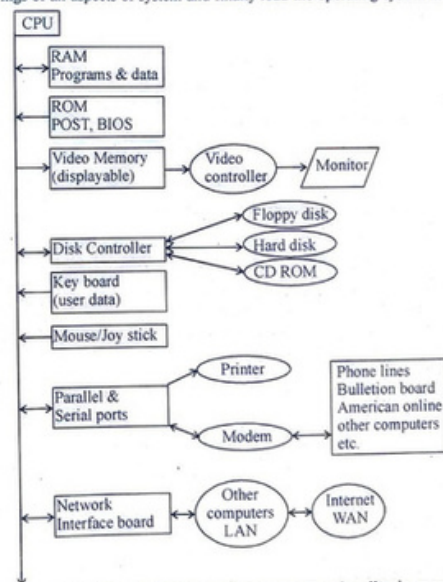 CPU
RAM
Programs & data
ROM
POST, BIOS
Video Memory
(displayable)
Video
controller
Monitor
Disk Controller
Floppy disk
Hard disk
CD ROM
Key board
(user data)
Mouse/Joy stick
Parallel &
Serial ports
Printer
Modem
Phone lines
Bulletion board
American online
other computers
etc.
Network
Interface board
Other
computers
LAN
Internet
WAN